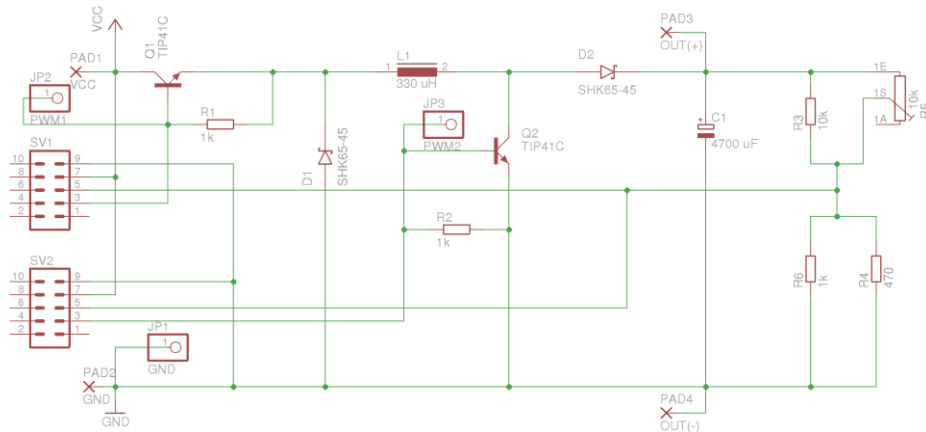 VCC
PAD1
VCC
Q1
TIP41C
JP2
1
PWM1
R1
1k
SV1
10 9
8 7
6 5
4 3
2 1
D1
SHK65-45
L1
1 2
330 uH
JP3
1
PWM2
Q2
TIP41C
R2
1k
D2
SHK65-45
PAD3
OUT(+)
C1
+
4700 uF
R3
10k
1E
1S
1A
10k
R5
R6
1k
R4
470
SV2
10 9
8 7
6 5
4 3
2 1
JP1
1
GND
PAD2
GND
GND
PAD4
OUT(-)